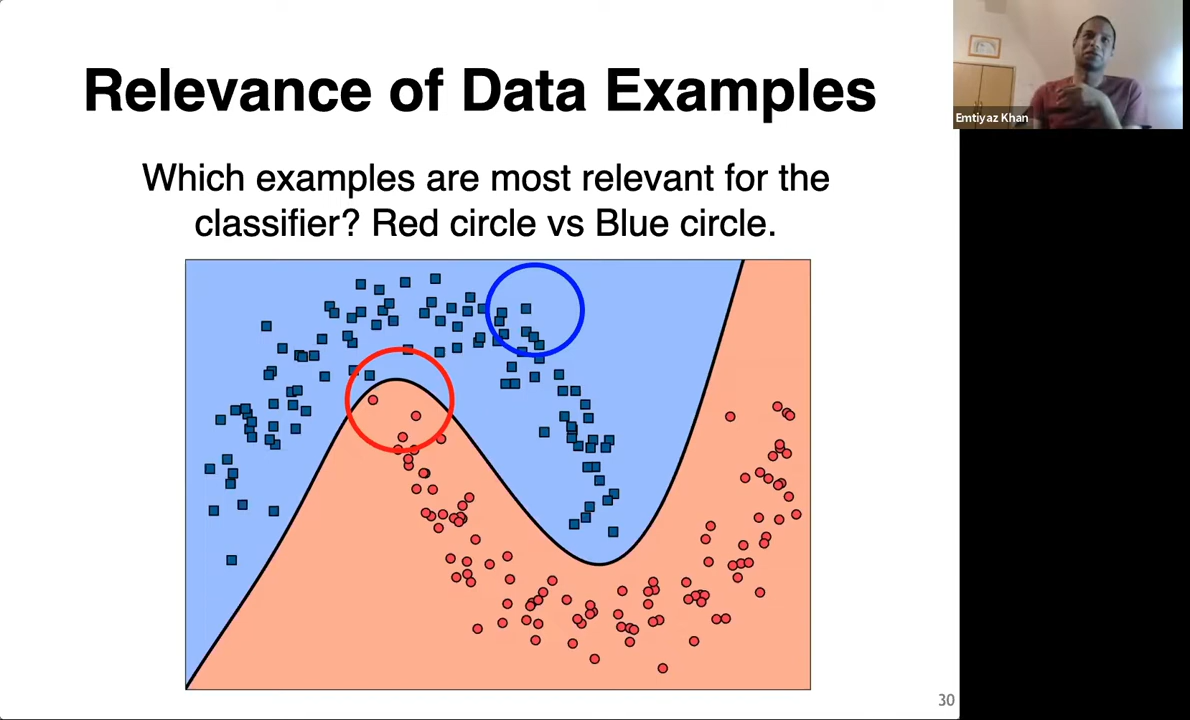 Relevance of Data Examples
Emtiyaz Khan
Which examples are most relevant for the
classifier? Red circle vs Blue circle.
30